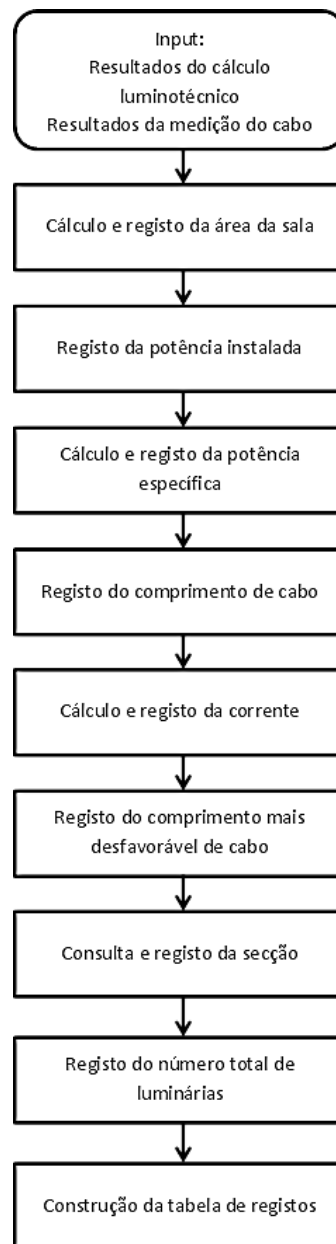 Input:
Resultados do cálculo
luminotécnico
Resultados da medição do cabo
Cálculo e registo da área da sala
Registo da potência instalada
Cálculo e registo da potência
específica
Registo do comprimento de cabo
Cálculo e registo da corrente
Registo do comprimento mais
desfavorável de cabo
Consulta e registo da secção
Registo do número total de
luminárias
Construção da tabela de registos